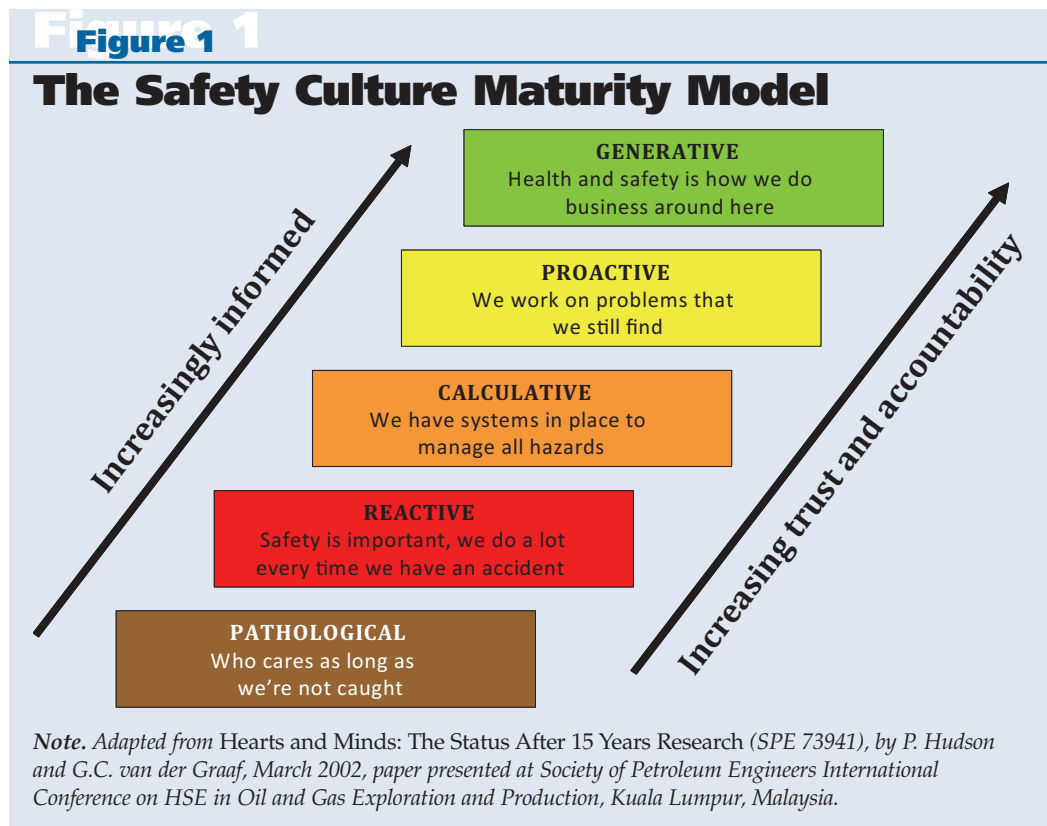 Figure 1
Figure 1
The Safety Culture Maturity Model
GENERATIVE
Health and safety is how we do
business around here
PROACTIVE
We work on problems that
we still find
CALCULATIVE
We have systems in place to
manage all hazards
REACTIVE
Safety is important, we do a lot
every time we have an accident
PATHOLOGICAL
Who cares as long as
we’re not caught
Increasingly informed
Increasing trust and accountability
Note. Adapted from Hearts and Minds: The Status After 15 Years Research (SPE 73941), by P. Hudson
and G.C. van der Graaf, March 2002, paper presented at Society of Petroleum Engineers International
Conference on HSE in Oil and Gas Exploration and Production, Kuala Lumpur, Malaysia.